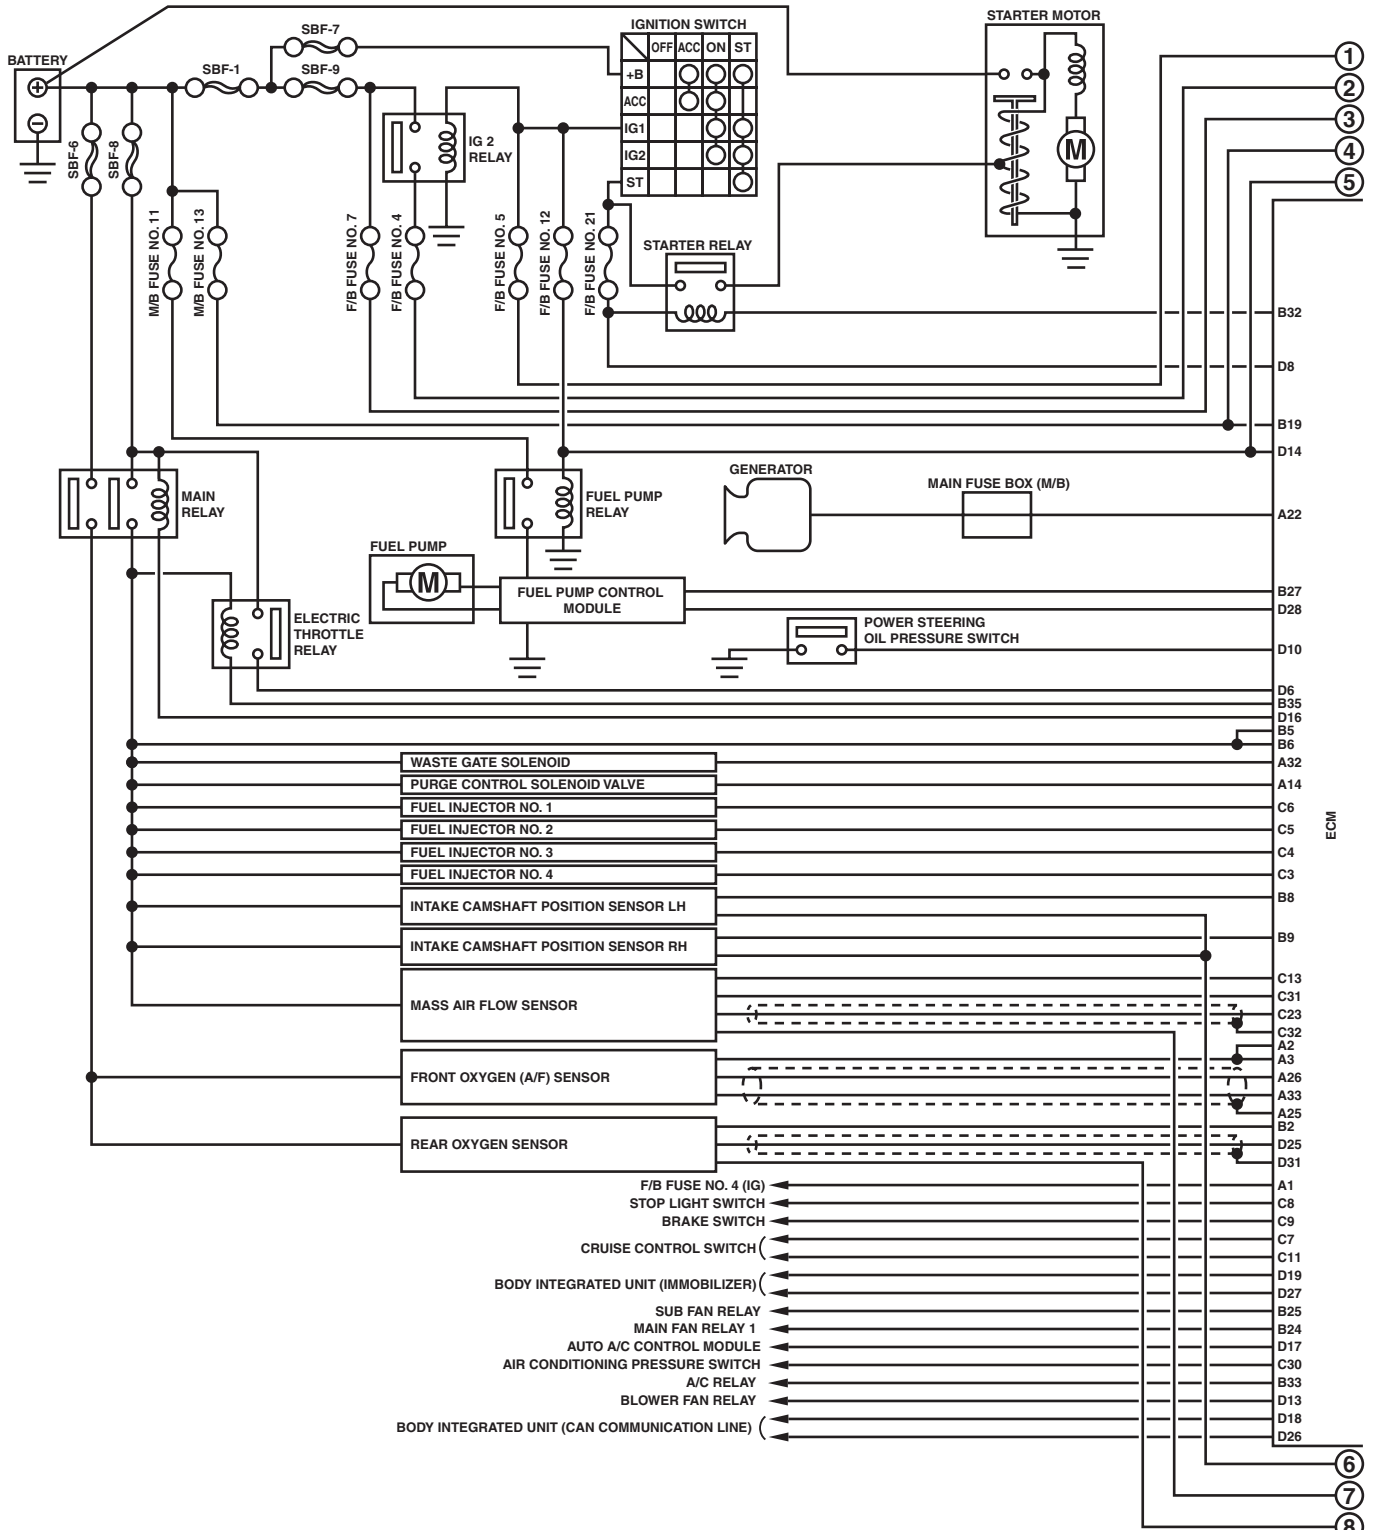 STARTER MOTOR
IGNITION SWITCH
SBF-7
OFF ACC ON ST
BATTERY
SBF-1
SBF-9
+B
1
ACC
2
IG1
3
IG 2
RELAY
IG2
M
4
ST
5
SBF-6
SBF-8
M/B FUSE NO. 11
M/B FUSE NO. 13
F/B FUSE NO. 7
F/B FUSE NO. 4
F/B FUSE NO. 5
F/B FUSE NO. 12
F/B FUSE NO. 21
STARTER RELAY
B32
D8
B19
D14
GENERATOR
MAIN FUSE BOX (M/B)
MAIN
RELAY
FUEL PUMP
RELAY
A22
FUEL PUMP
M
FUEL PUMP CONTROL
MODULE
B27
D28
ELECTRIC
THROTTLE
RELAY
POWER STEERING
OIL PRESSURE SWITCH
D10
D6
B35
D16
B5
B6
WASTE GATE SOLENOID
A32
PURGE CONTROL SOLENOID VALVE
A14
FUEL INJECTOR NO. 1
C6
FUEL INJECTOR NO. 2
C5
ECM
FUEL INJECTOR NO. 3
C4
FUEL INJECTOR NO. 4
C3
INTAKE CAMSHAFT POSITION SENSOR LH
B8
INTAKE CAMSHAFT POSITION SENSOR RH
B9
MASS AIR FLOW SENSOR
C13
C31
C23
C32
A2
A3
FRONT OXYGEN (A/F) SENSOR
A26
A33
A25
B2
REAR OXYGEN SENSOR
D25
D31
F/B FUSE NO. 4 (IG)
A1
STOP LIGHT SWITCH
C8
BRAKE SWITCH
C9
CRUISE CONTROL SWITCH
C7
C11
BODY INTEGRATED UNIT (IMMOBILIZER)
D19
D27
SUB FAN RELAY
B25
MAIN FAN RELAY 1
B24
AUTO A/C CONTROL MODULE
D17
AIR CONDITIONING PRESSURE SWITCH
C30
A/C RELAY
B33
BLOWER FAN RELAY
D13
BODY INTEGRATED UNIT (CAN COMMUNICATION LINE)
D18
D26
6
7
8